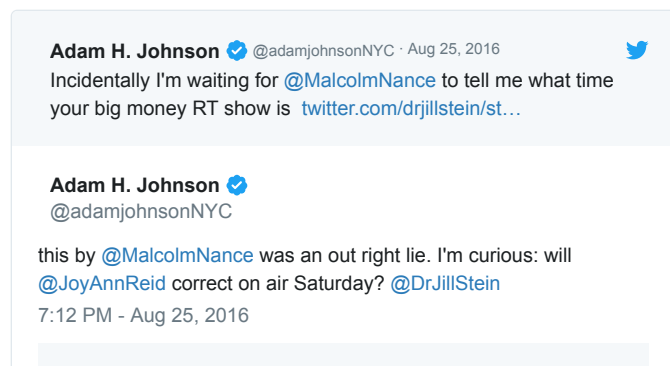 Adam H. Johnson @adamjohnsonNYC · Aug 25, 2016
Incidentally I'm waiting for @MalcolmNance to tell me what time
your big money RT show is twitter.com/drjillstein/st…
Adam H. Johnson
@adamjohnsonNYC
this by @MalcolmNance was an out right lie. I'm curious: will
@JoyAnnReid correct on air Saturday? @DrJillStein
7:12 PM - Aug 25, 2016